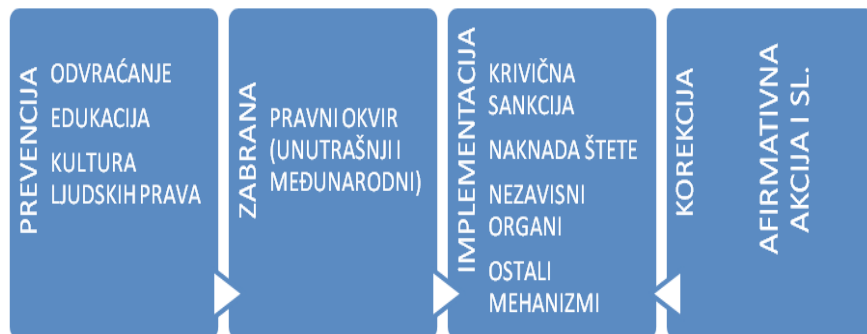 PREVENCIJA
ODVRAĆANJE
EDUKACIJA
KULTURA
LJUDSKIH PRAVA
ZABRANA
PRAVNI OKVIR
(UNUTRAŠNJI I
MEĐUNARODNI)
IMPLEMENTACIJA
KRIVIČNA
SANKCIJA
NAKNADA ŠTETE
NEZAVISNI
ORGANI
OSTALI
MEHANIZMI
KOREKCIJA
AFIRMATIVNA
AKCIJA I SL.